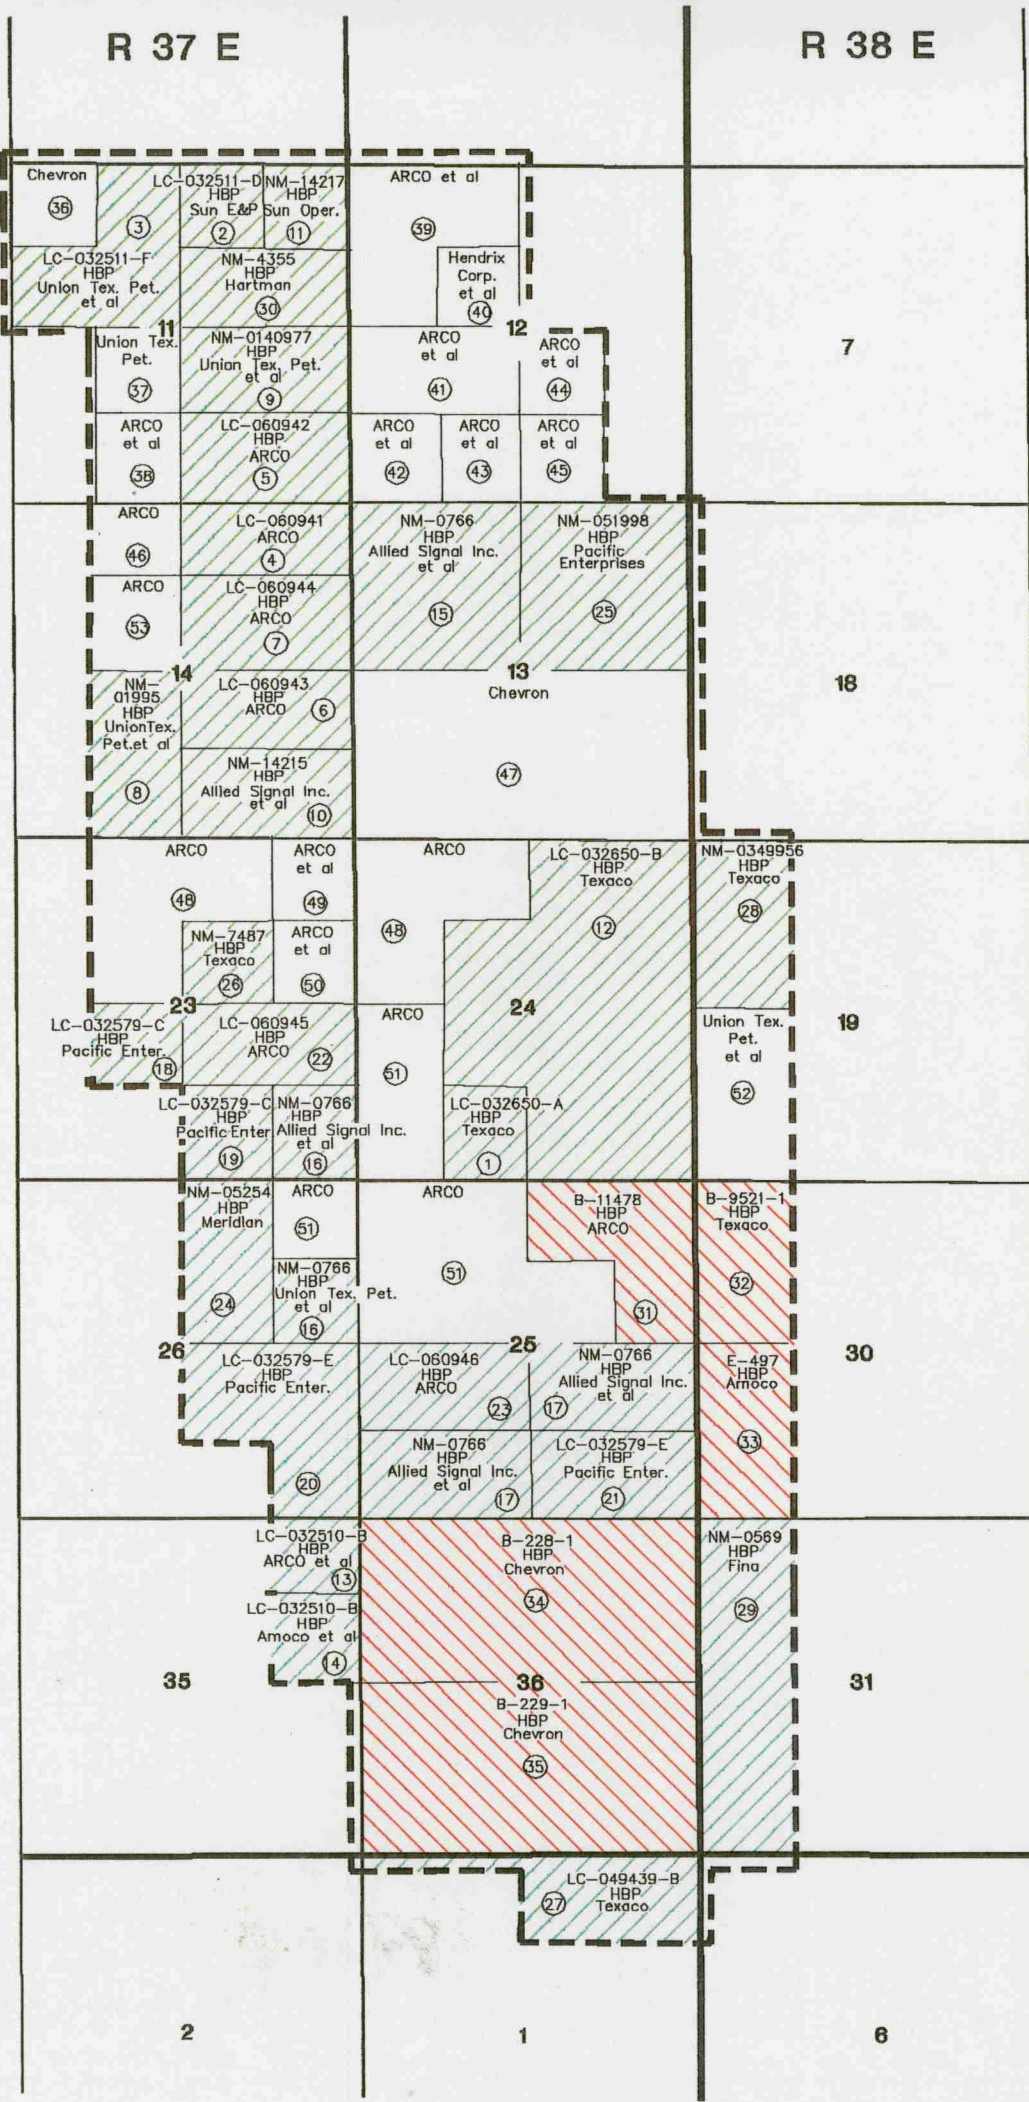 R 37 E
R 38 E
Chevron
36
3
LC-032511-D
HBP
Sun E&P
2
NM-14217
HBP
Sun Oper.
11
ARCO et al
39
LC-032511-F
HBP
Union Tex. Pet.
et al
NM-4355
HBP
Hartman
30
Hendrix
Corp.
et al
40
11
12
7
Union Tex.
Pet.
37
NM-0140977
HBP
Union Tex. Pet.
et al
9
ARCO
et al
41
ARCO
et al
44
ARCO
et al
38
LC-060942
HBP
ARCO
5
ARCO
et al
42
ARCO
et al
43
ARCO
et al
45
ARCO
46
LC-060941
ARCO
4
NM-0766
HBP
Allied Signal Inc.
et al
15
NM-051998
HBP
Pacific
Enterprises
25
ARCO
53
LC-060944
HBP
ARCO
7
14
13
18
NM-
01995
HBP
UnionTex.
Pet.et al
8
LC-060943
HBP
ARCO
6
Chevron
47
NM-14215
HBP
Allied Signal Inc.
et al
10
ARCO
48
ARCO
et al
49
ARCO
48
LC-032650-B
HBP
Texaco
12
NM-0349956
HBP
Texaco
28
NM-7487
HBP
Texaco
26
ARCO
et al
50
23
24
19
LC-032579-C
HBP
Pacific Enter.
18
LC-060945
HBP
ARCO
22
ARCO
51
Union Tex.
Pet.
et al
52
LC-032579-C
HBP
Pacific Enter
19
NM-0766
HBP
Allied Signal Inc.
et al
16
LC-032650-A
HBP
Texaco
1
NM-05254
HBP
Meridian
24
ARCO
51
ARCO
51
B-11478
HBP
ARCO
31
B-9521-1
HBP
Texaco
32
NM-0766
HBP
Union Tex. Pet.
et al
16
26
25
30
LC-032579-E
HBP
Pacific Enter.
20
LC-060946
HBP
ARCO
23
NM-0766
HBP
Allied Signal Inc.
et al
17
E-497
HBP
Amoco
33
NM-0766
HBP
Allied Signal Inc.
et al
17
LC-032579-E
HBP
Pacific Enter.
21
LC-032510-B
HBP
ARCO et al
13
B-228-1
HBP
Chevron
34
NM-0569
HBP
Fina
29
LC-032510-B
HBP
Amoco et al
14
35
36
31
B-229-1
HBP
Chevron
35
LC-049439-B
HBP
Texaco
27
2
1
6